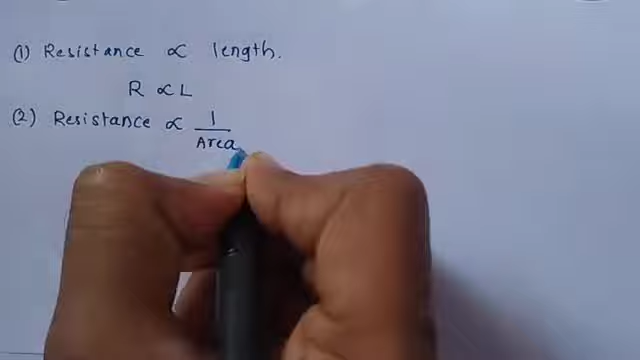 (1) Resistance ∝ length.
R ∝ L
(2) Resistance ∝ 1/Area